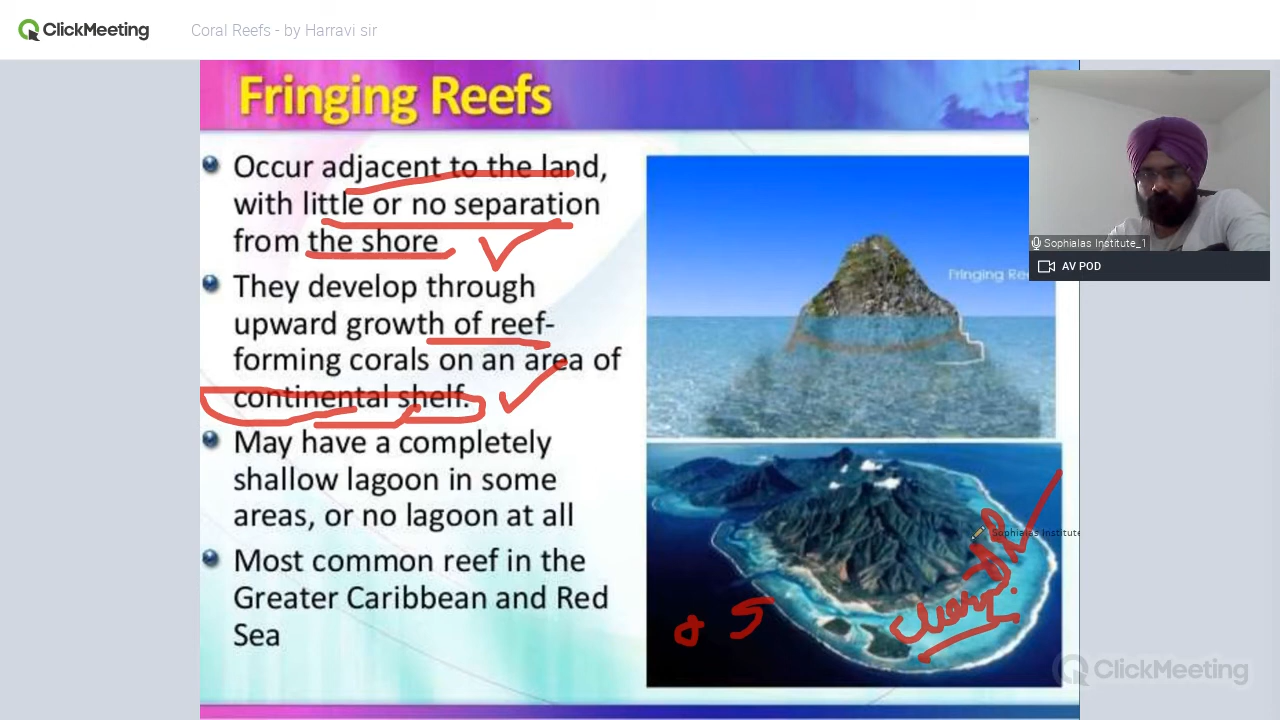 ClickMeeting
Coral Reefs - by Harravi sir
Fringing Reefs
Occur adjacent to the land,
with little or no separation
from the shore
They develop through
upward growth of reef-
forming corals on an area of
continental shelf.
May have a completely
shallow lagoon in some
areas, or no lagoon at all
Most common reef in the
Greater Caribbean and Red
Sea
Fringing Ree
Sophialas Institute_1
AV POD
Sophialas Institute
ClickMeeting